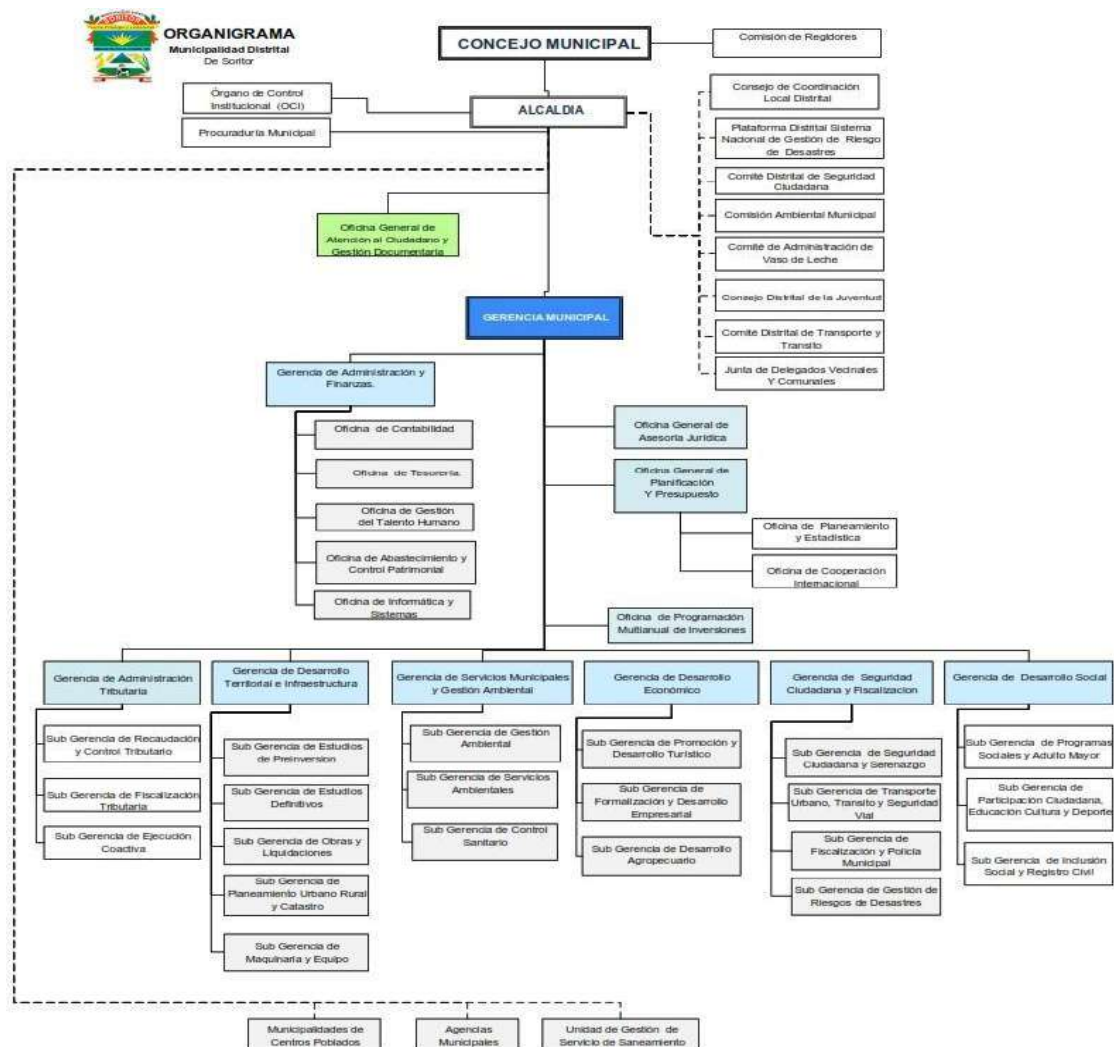 SORITOR
ORGANIGRAMA
Municipalidad Distrital
De Soritor
CONCEJO MUNICIPAL
Comisión de Regidores
Órgano de Control
Institucional (OCI)
ALCALDIA
Procuraduría Municipal
Consejo de Coordinación
Local Distrital
Plataforma Distrital Sistema
Nacional de Gestión de Riesgo
de Desastres
Comité Distrital de Seguridad
Ciudadana
Comisión Ambiental Municipal
Comité de Administración de
Vaso de Leche
Consejo Distrital de la Juventud
Comité Distrital de Transporte y
Transito
Junta de Delegados Vecinales
Y Comunales
Oficina General de
Atención al Ciudadano y
Gestión Documentaria
GERENCIA MUNICIPAL
Gerencia de Administración y
Finanzas.
Oficina de Contabilidad
Oficina de Tesorería.
Oficina de Gestión
del Talento Humano
Oficina de Abastecimiento y
Control Patrimonial
Oficina de Informática y
Sistemas
Oficina General de
Asesoría Jurídica
Oficina General de
Planificación
Y Presupuesto
Oficina de Planeamiento
y Estadística
Oficina de Cooperación
Internacional
Oficina de Programación
Multianual de Inversiones
Gerencia de Administración
Tributaria
Sub Gerencia de Recaudación
y Control Tributario
Sub Gerencia de Fiscalización
Tributaria
Sub Gerencia de Ejecución
Coactiva
Gerencia de Desarrollo
Territorial e Infraestructura
Sub Gerencia de Estudios
de Preinversion
Sub Gerencia de Estudios
Definitivos
Sub Gerencia de Obras y
Liquidaciones
Sub Gerencia de
Planeamiento Urbano Rural
y Catastro
Sub Gerencia de
Maquinaria y Equipo
Gerencia de Servicios Municipales
y Gestión Ambiental
Sub Gerencia de Gestión
Ambiental
Sub Gerencia de Servicios
Ambientales
Sub Gerencia de Control
Sanitario
Gerencia de Desarrollo
Económico
Sub Gerencia de Promoción y
Desarrollo Turístico
Sub Gerencia de
Formalización y Desarrollo
Empresarial
Sub Gerencia de Desarrollo
Agropecuario
Gerencia de Seguridad
Ciudadana y Fiscalizacion
Sub Gerencia de Seguridad
Ciudadana y Serenazgo
Sub Gerencia de Transporte
Urbano, Transito y Seguridad
Vial
Sub Gerencia de
Fiscalización y Policía
Municipal
Sub Gerencia de Gestión de
Riesgos de Desastres
Gerencia de Desarrollo Social
Sub Gerencia de Programas
Sociales y Adulto Mayor
Sub Gerencia de
Participación Ciudadana,
Educación Cultura y Deporte
Sub Gerencia de Inclusión
Social y Registro Civil
Municipalidades de
Centros Poblados
Agencias
Municipales
Unidad de Gestión de
Servicio de Saneamiento